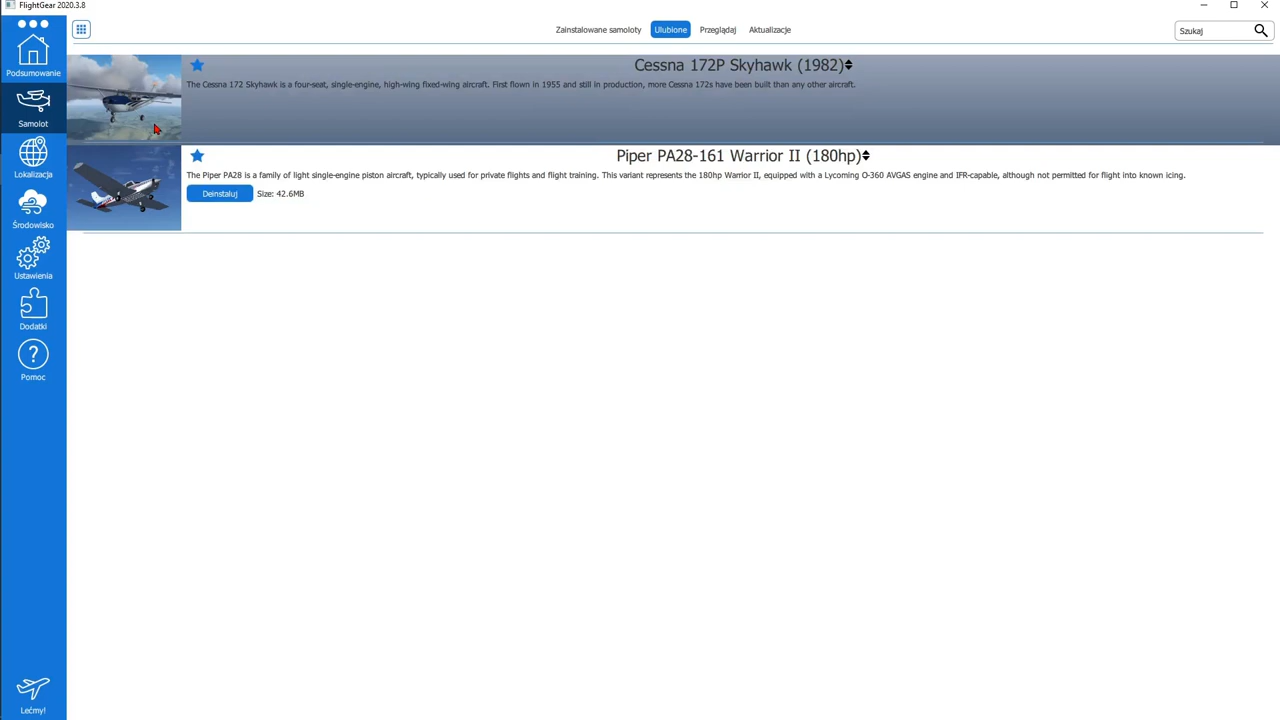 FlightGear 2020.3.8
Podsumowanie
Samolot
Lokalizacja
Środowisko
Ustawienia
Dodatki
?
Pomoc
Lećmy!
Zainstalowane samoloty
Ulubione
Przeglądaj
Aktualizacje
Szukaj
Cessna 172P Skyhawk (1982)
The Cessna 172 Skyhawk is a four-seat, single-engine, high-wing fixed-wing aircraft. First flown in 1955 and still in production, more Cessna 172s have been built than any other aircraft.
Piper PA28-161 Warrior II (180hp)
The Piper PA28 is a family of light single-engine piston aircraft, typically used for private flights and flight training. This variant represents the 180hp Warrior II, equipped with a Lycoming O-360 AVGAS engine and IFR-capable, although not permitted for flight into known icing.
Deinstaluj
Size: 42.6MB